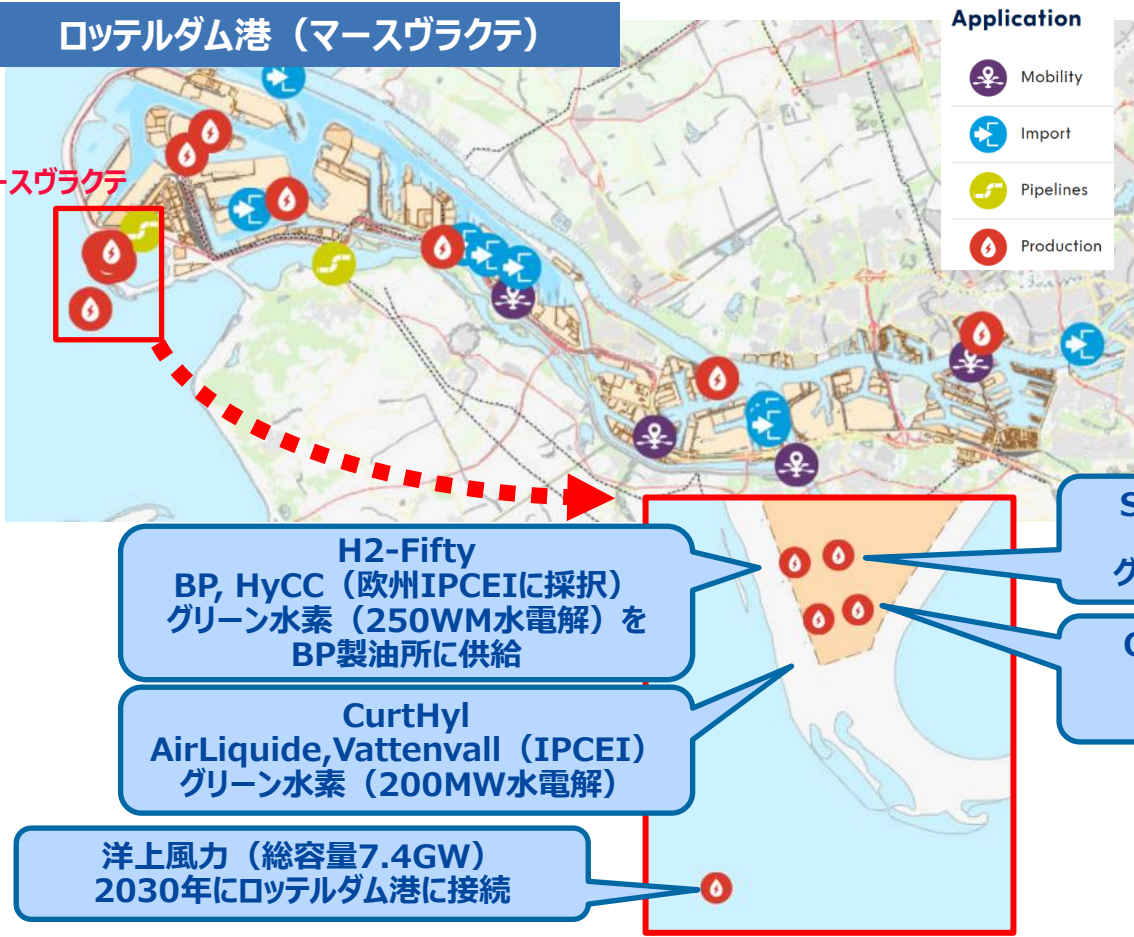 ロッテルダム港（マースヴラクテ）
Application
Mobility
Import
Pipelines
Production
ースヴラクテ
H2-Fifty
BP, HyCC（欧州IPCEIに採択）
グリーン水素（250WM水電解）を
BP製油所に供給
CurtHyl
AirLiquide,Vattenvall（IPCEI）
グリーン水素（200MW水電解）
洋上風力（総容量7.4GW）
2030年にロッテルダム港に接続
S
グ